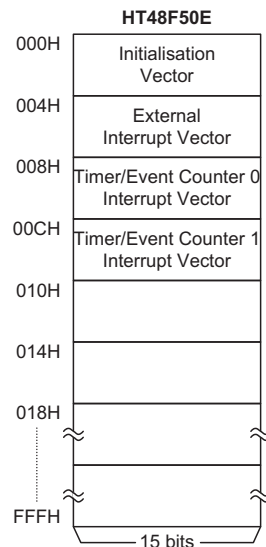 HT48F50E
000H
Initialisation
Vector
004H
External
Interrupt Vector
008H
Timer/Event Counter 0
Interrupt Vector
00CH
Timer/Event Counter 1
Interrupt Vector
010H
014H
018H
FFFH
15 bits